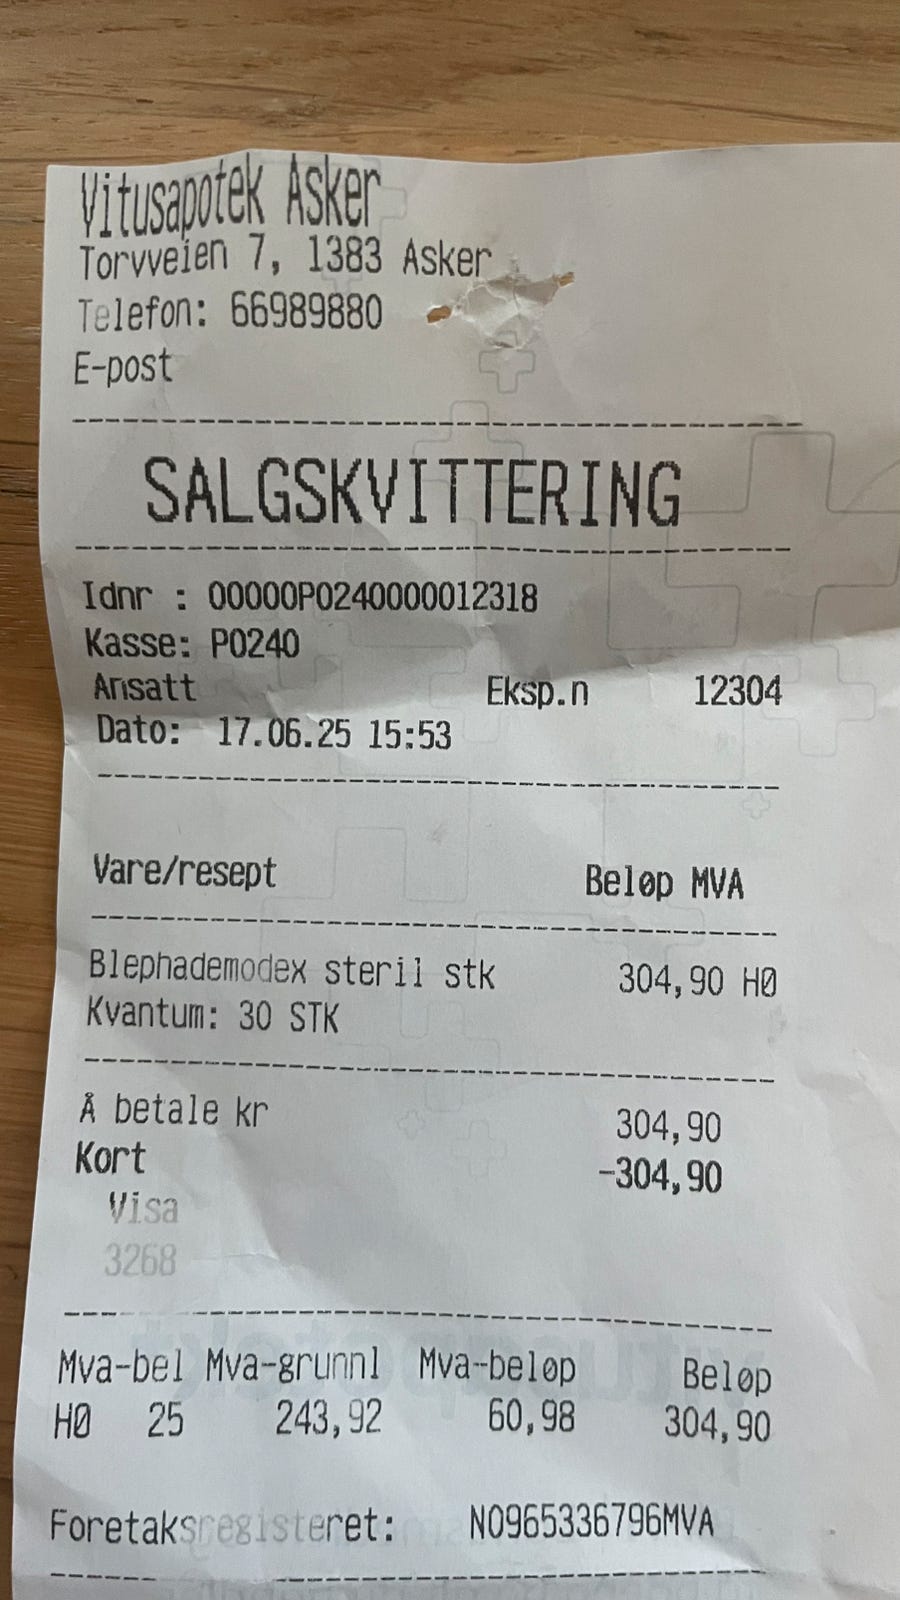 Vitusapotek Asker
Torvveien 7, 1383 Asker
Telefon: 66989880
E-post
SALGSKVITTERING
Idnr : 00000P0240000012318
Kasse: P0240
Ansatt Eksp.n 12304
Dato: 17.06.25 15:53
Vare/resept Beløp MVA
Blephademodex steril stk 304,90 HØ
Kvantum: 30 STK
Å betale kr 304,90
Kort -304,90
Visa
3268
Mva-bel Mva-grunnl Mva-beløp Beløp
HØ 25 243,92 60,98 304,90
Foretaksregisteret: NO965336796MVA